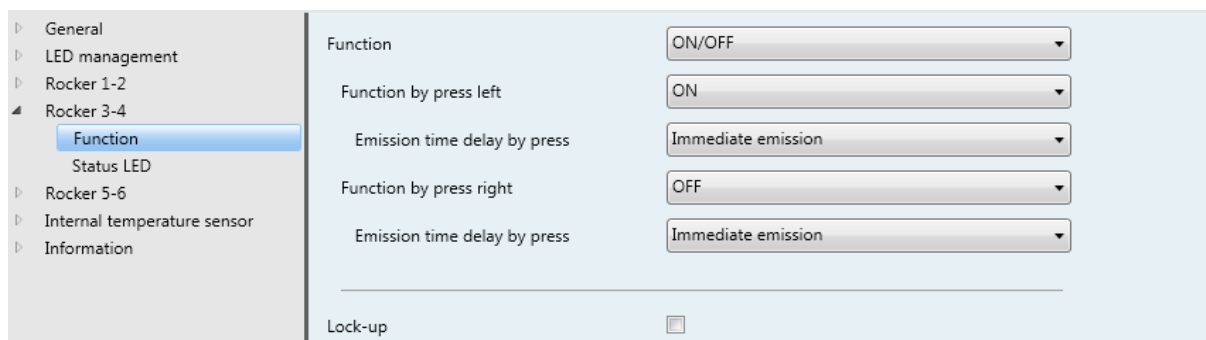 General
LED management
Rocker 1-2
Rocker 3-4
Function
Status LED
Rocker 5-6
Internal temperature sensor
Information
Function ON/OFF
Function by press left ON
Emission time delay by press Immediate emission
Function by press right OFF
Emission time delay by press Immediate emission
Lock-up